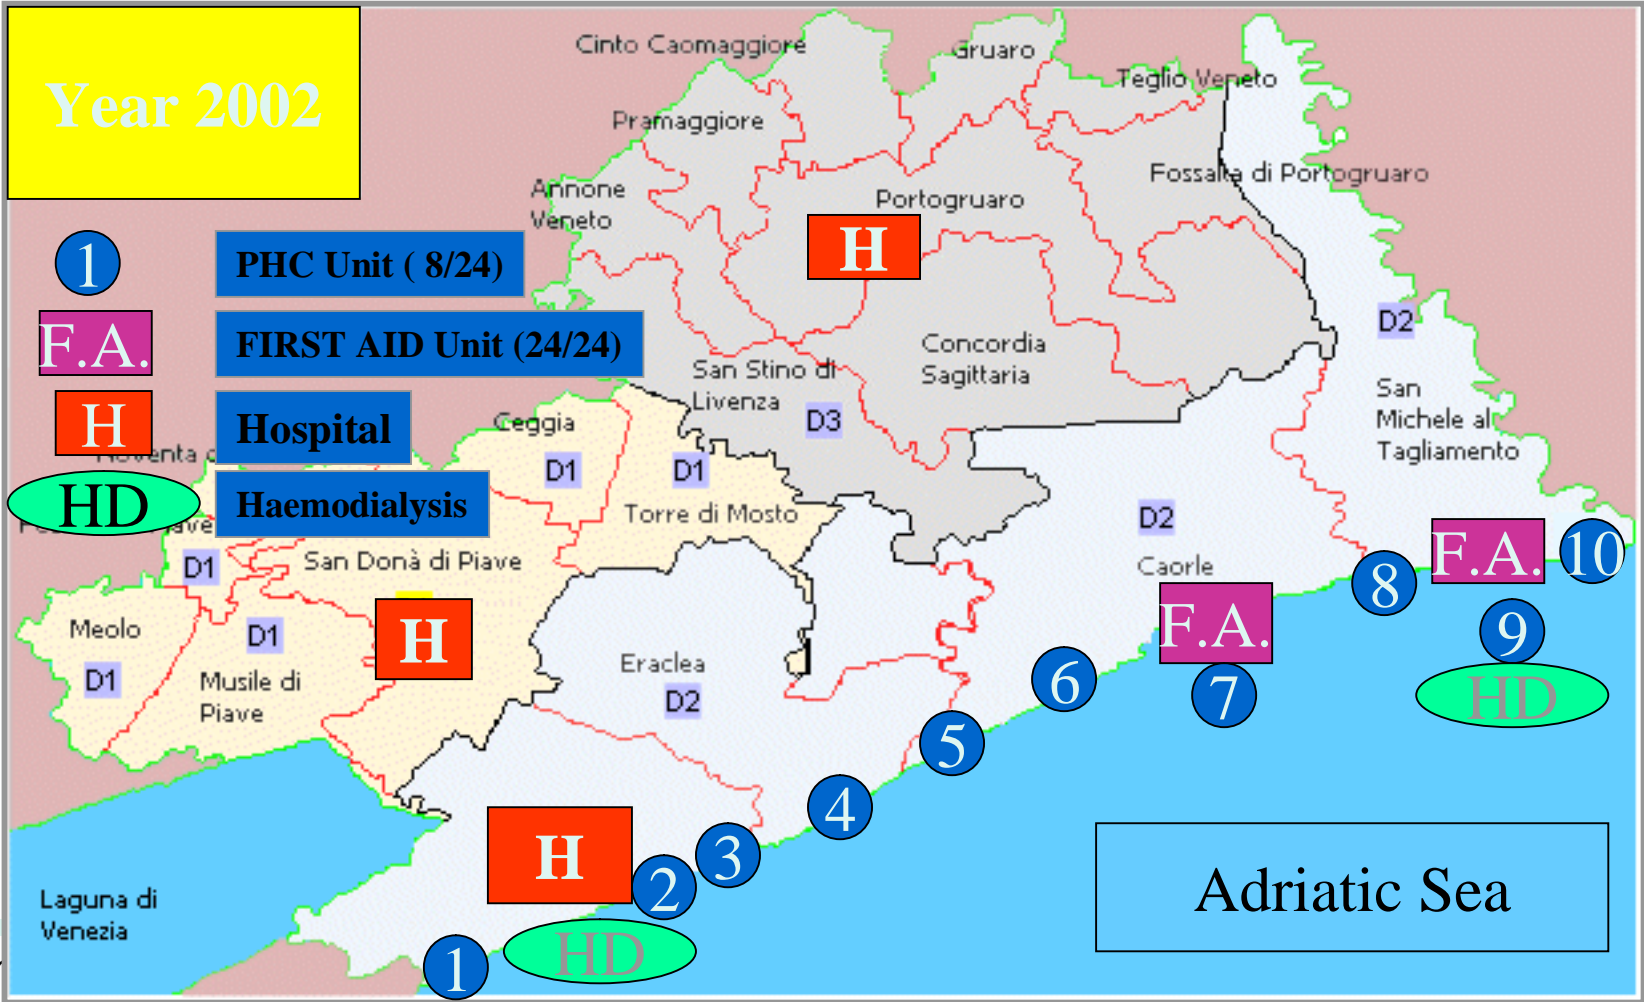 Year 2002
Cinto Caomaggiore
Gruaro
Teglio Veneto
Pramaggiore
Fossalta di Portogruaro
Annone
Veneto
Portogruaro
H
1
PHC Unit ( 8/24)
F.A.
FIRST AID Unit (24/24)
H
Hospital
HD
Haemodialysis
D2
Concordia
Sagittaria
San Stino di
Livenza
D3
San
Michele al
Tagliamento
Ceggia
Noventa
D1
D1
Torre di Mosto
D2
Caorle
San Donà di Piave
D1
Meolo
D1
D1
Musile di
Piave
H
Eraclea
D2
F.A.
10
8
9
HD
F.A.
7
6
5
4
3
H
2
HD
1
Laguna di
Venezia
Adriatic Sea